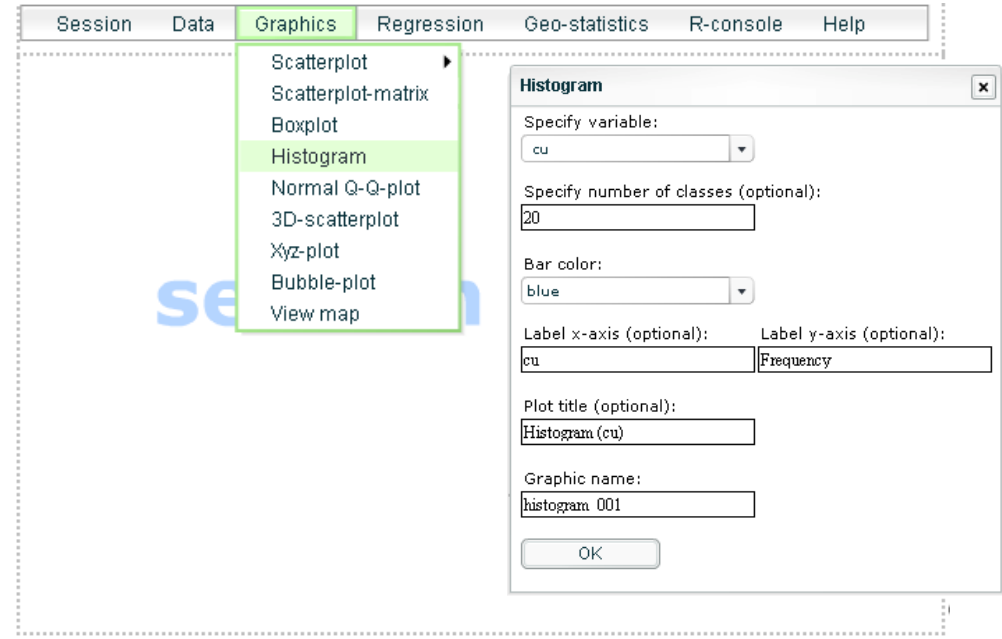 Session Data Graphics Regression Geo-statistics R-console Help
Scatterplot
Scatterplot-matrix
Boxplot
Histogram
Normal Q-Q-plot
3D-scatterplot
Xyz-plot
Bubble-plot
View map
Histogram
Specify variable:
cu
Specify number of classes (optional):
20
Bar color:
blue
Label x-axis (optional): Label y-axis (optional):
cu Frequency
Plot title (optional):
Histogram (cu)
Graphic name:
histogram 001
OK